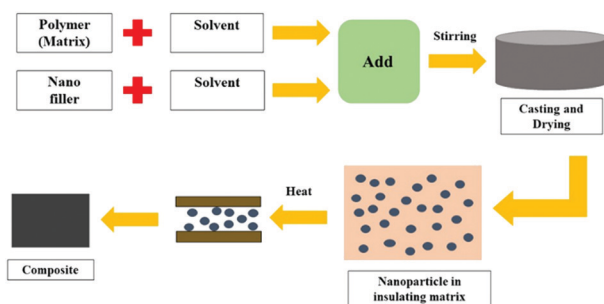 Polymer
(Matrix)
Solvent
Nano
filler
Solvent
Add
Stirring
Casting and
Drying
Heat
Composite
Nanoparticle in
insulating matrix